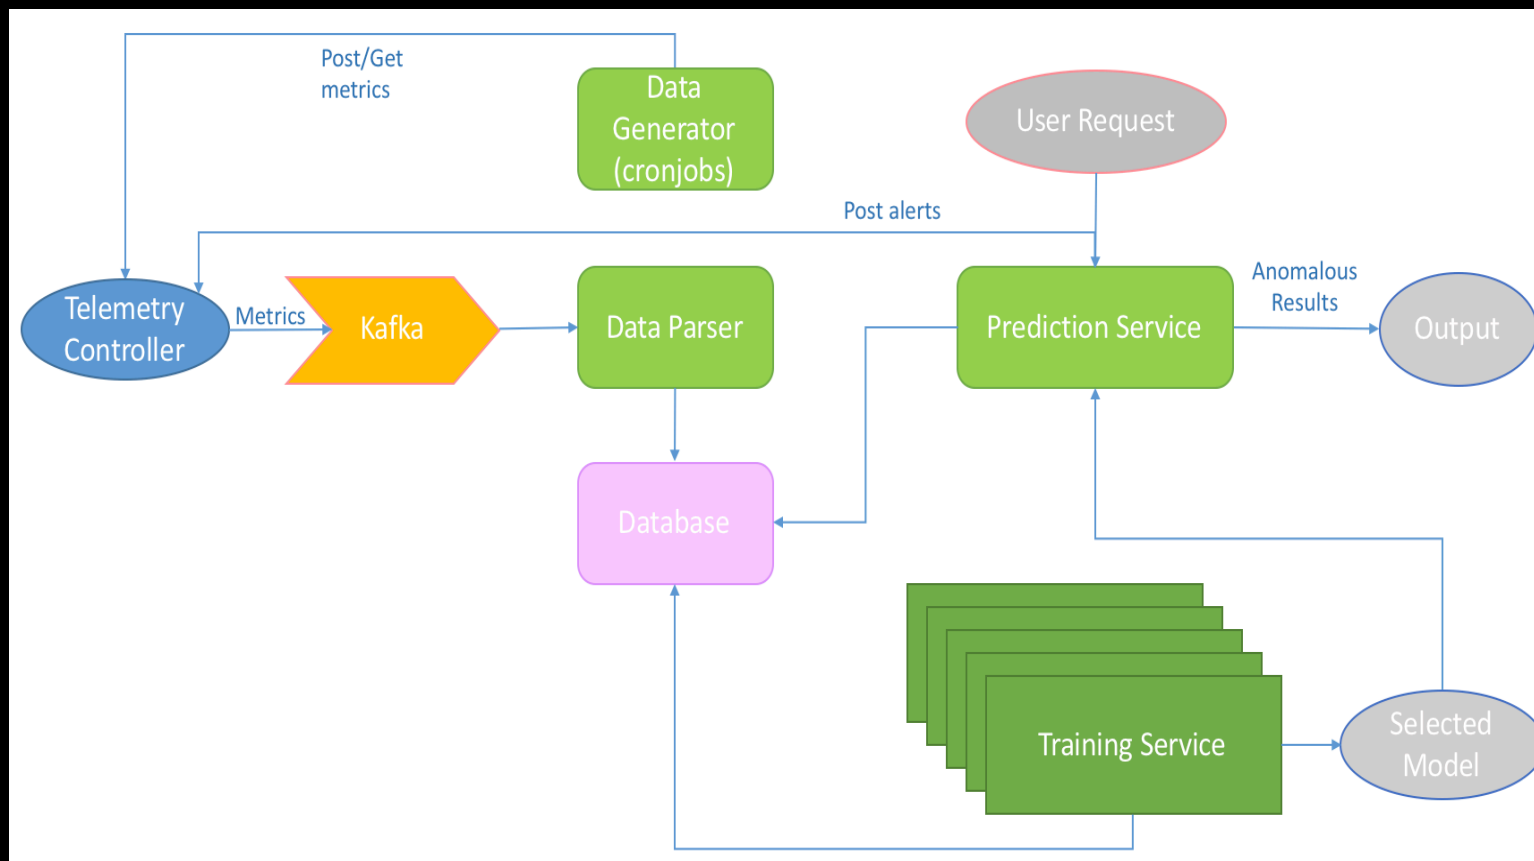 Post/Get
metrics
Data
Generator
(cronjobs)
User Request
Post alerts
Telemetry
Controller
Metrics
Kafka
Data Parser
Prediction Service
Anomalous
Results
Output
Database
Training Service
Selected
Model